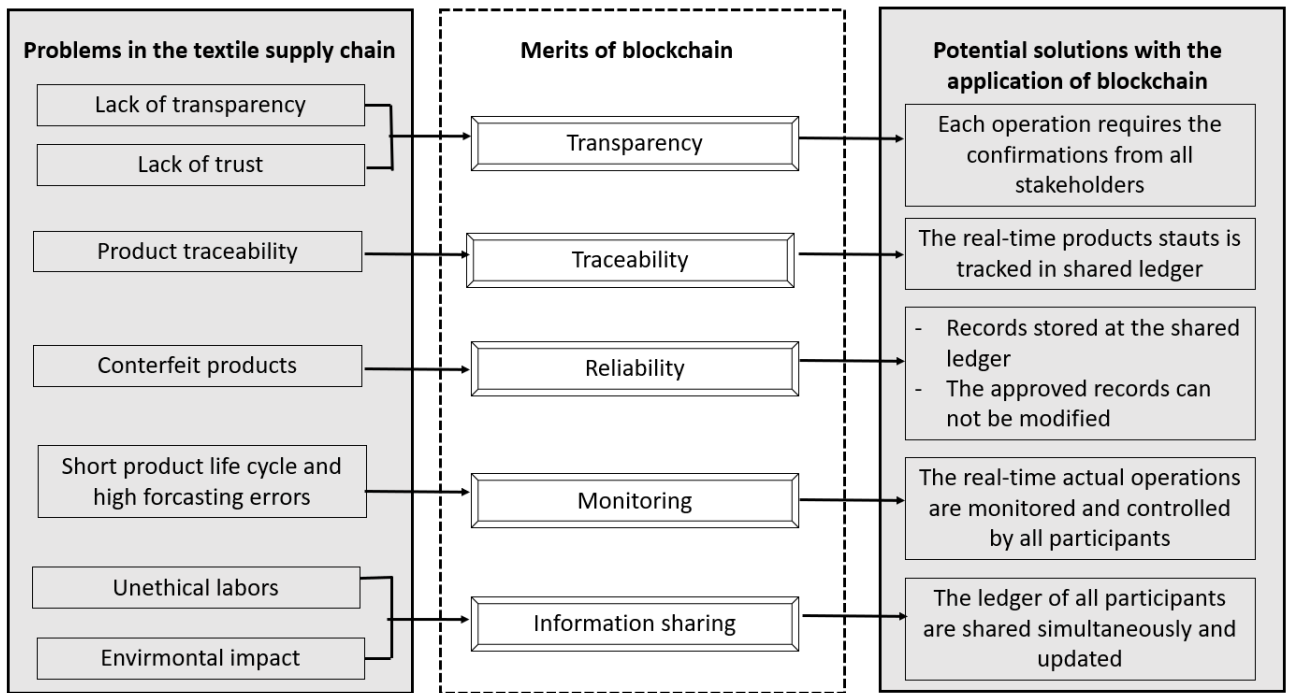 Problems in the textile supply chain
Lack of transparency
Lack of trust
Product traceability
Conterfeit products
Short product life cycle and
high forcasting errors
Unethical labors
Envirmontal impact
Merits of blockchain
Transparency
Traceability
Reliability
Monitoring
Information sharing
Potential solutions with the
application of blockchain
Each operation requires the
confirmations from all
stakeholders
The real-time products stauts is
tracked in shared ledger
- Records stored at the shared
ledger
- The approved records can
not be modified
The real-time actual operations
are monitored and controlled
by all participants
The ledger of all participants
are shared simultaneously and
updated